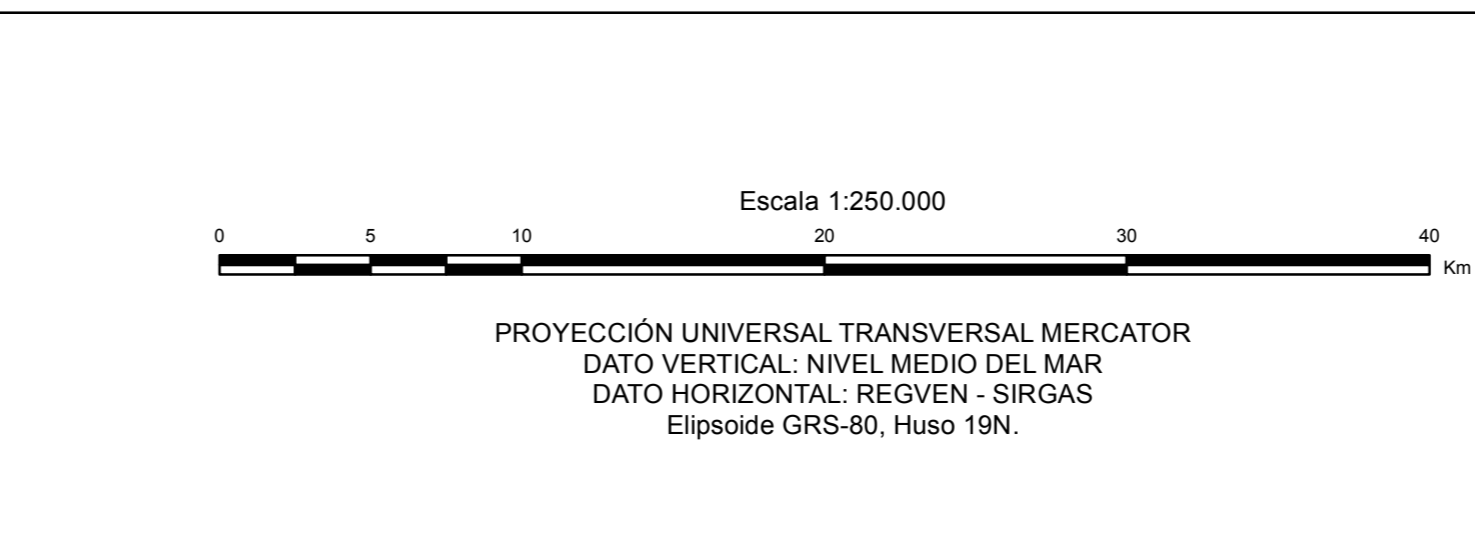 Escala 1:250.000
0 5 10 20 30 40
Km
PROYECCIÓN UNIVERSAL TRANSVERSAL MERCATOR
DATO VERTICAL: NIVEL MEDIO DEL MAR
DATO HORIZONTAL: REGVEN - SIRGAS
Elipsoide GRS-80, Huso 19N.